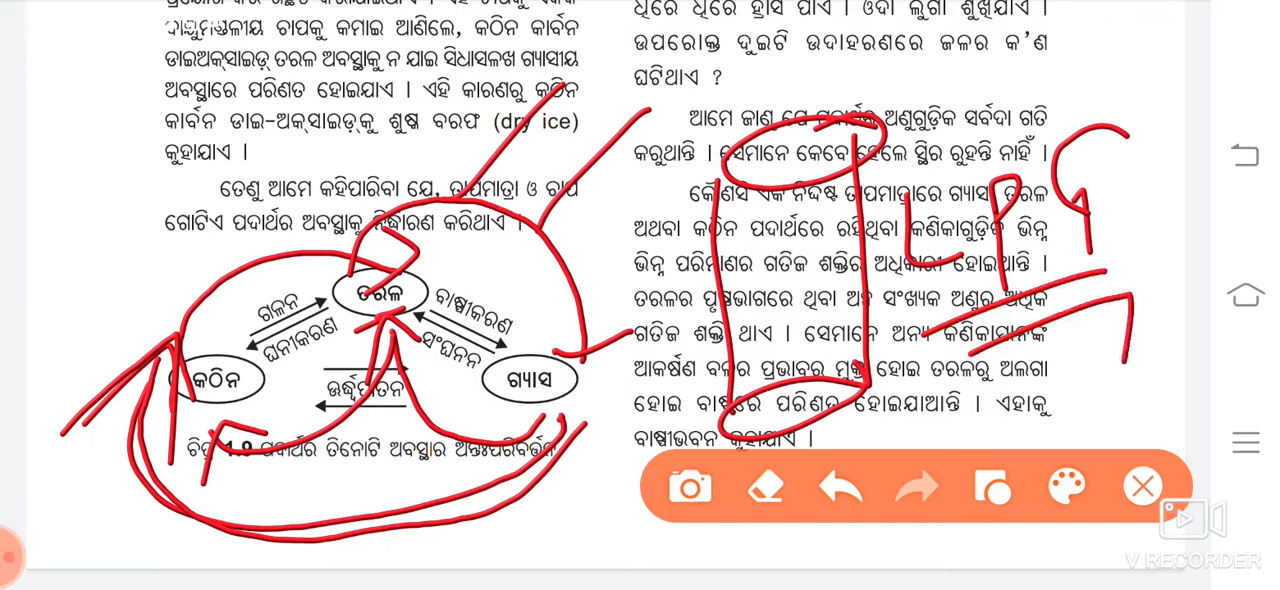 ବାୟୁମଣ୍ଡଳୀୟ ଚାପକୁ କମାଇ ଆଣିଲେ, କଠିନ କାର୍ବନ
ଡାଇଅକ୍‌ସାଇଡ୍ ତରଳ ଅବସ୍ଥାକୁ ନ ଯାଇ ସିଧାସଳଖ ଗ୍ୟାସୀୟ
ଅବସ୍ଥାରେ ପରିଣତ ହୋଇଯାଏ । ଏହି କାରଣରୁ କଠିନ
କାର୍ବନ ଡାଇ-ଅକ୍‌ସାଇଡ୍‌କୁ ଶୁଷ୍କ ବରଫ (dry ice)
କୁହାଯାଏ ।
ତେଣୁ ଆମେ କହିପାରିବା ଯେ, ତାପମାତ୍ରା ଓ ଚାପ
ଗୋଟିଏ ପଦାର୍ଥର ଅବସ୍ଥାକୁ ନିର୍ଦ୍ଧାରଣ କରିଥାଏ ।
ତରଳ
ଗଳନ
ଘନୀକରଣ
ବାଷ୍ପୀକରଣ
ସଂଘନନ
କଠିନ
ଊର୍ଦ୍ଧ୍ୱପାତନ
ଗ୍ୟାସ
ଚିତ୍ର 1.9 ପଦାର୍ଥର ତିନୋଟି ଅବସ୍ଥାର ଅନ୍ତଃପରିବର୍ତ୍ତନ
ଧିରେ ଧିରେ ହ୍ରାସ ପାଏ । ଓଦା ଲୁଗା ଶୁଖିଯାଏ ।
ଉପରୋକ୍ତ ଦୁଇଟି ଉଦାହରଣରେ ଜଳର କ’ଣ
ଘଟିଥାଏ ?
ଆମେ ଜାଣୁ ଯେ ପଦାର୍ଥର ଅଣୁଗୁଡ଼ିକ ସର୍ବଦା ଗତି
କରୁଥାନ୍ତି । ସେମାନେ କେବେ ହେଲେ ସ୍ଥିର ରୁହନ୍ତି ନାହିଁ ।
କୌଣସି ଏକ ନିର୍ଦ୍ଦିଷ୍ଟ ତାପମାତ୍ରାରେ ଗ୍ୟାସ, ତରଳ
ଅଥବା କଠିନ ପଦାର୍ଥରେ ରହିଥିବା କଣିକାଗୁଡ଼ିକ ଭିନ୍ନ
ଭିନ୍ନ ପରିମାଣର ଗତିଜ ଶକ୍ତିର ଅଧିକାରୀ ହୋଇଥାନ୍ତି ।
ତରଳର ପୃଷ୍ଠଭାଗରେ ଥିବା ଅଳ୍ପ ସଂଖ୍ୟକ ଅଣୁର ଅଧିକ
ଗତିଜ ଶକ୍ତି ଥାଏ । ସେମାନେ ଅନ୍ୟ କଣିକାମାନଙ୍କ
ଆକର୍ଷଣ ବଳର ପ୍ରଭାବରୁ ମୁକ୍ତ ହୋଇ ତରଳରୁ ଅଲଗା
ହୋଇ ବାଷ୍ପରେ ପରିଣତ ହୋଇଯାଆନ୍ତି । ଏହାକୁ
ବାଷ୍ପୀଭବନ କୁହାଯାଏ ।
LPG
V RECORDER